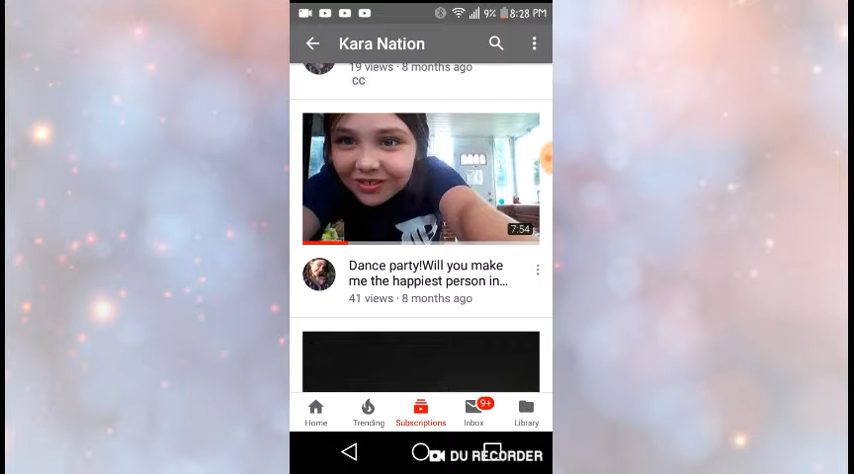 9% 8:28 PM
Kara Nation
19 views · 8 months ago
CC
7:54
Dance party!Will you make
me the happiest person in...
41 views · 8 months ago
9+
Home Trending Subscriptions Inbox Library
DU RECORDER